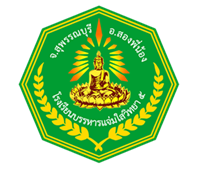 จ.สุพรรณบุรี อ.สองพี่น้อง
โรงเรียนบรรหารแจ่มใสวิทยา ๕